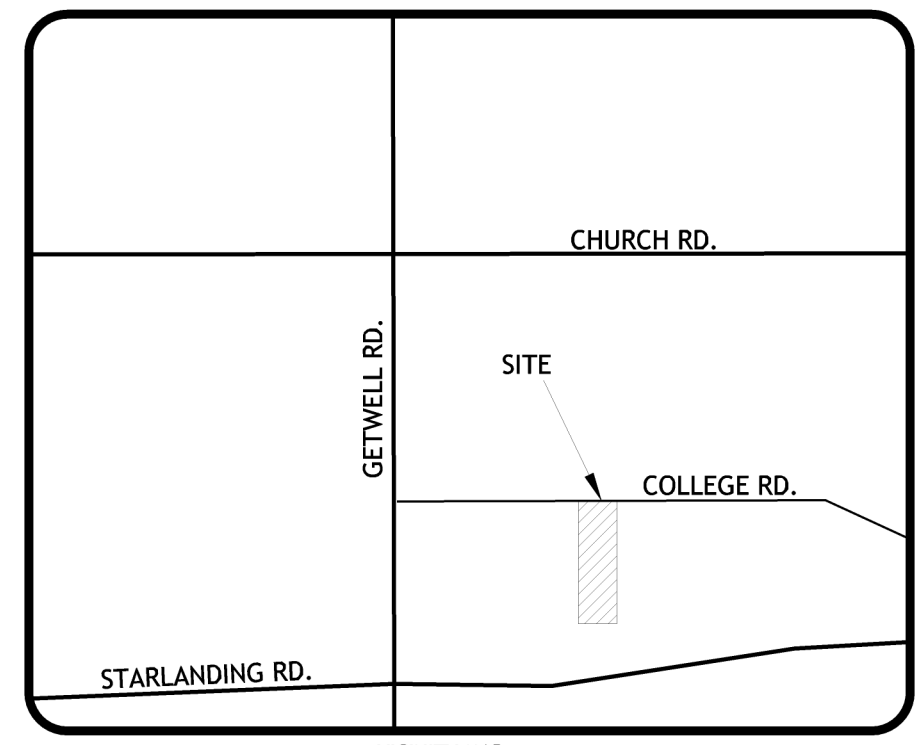 CHURCH RD.
GETWELL RD.
SITE
COLLEGE RD.
STARLANDING RD.